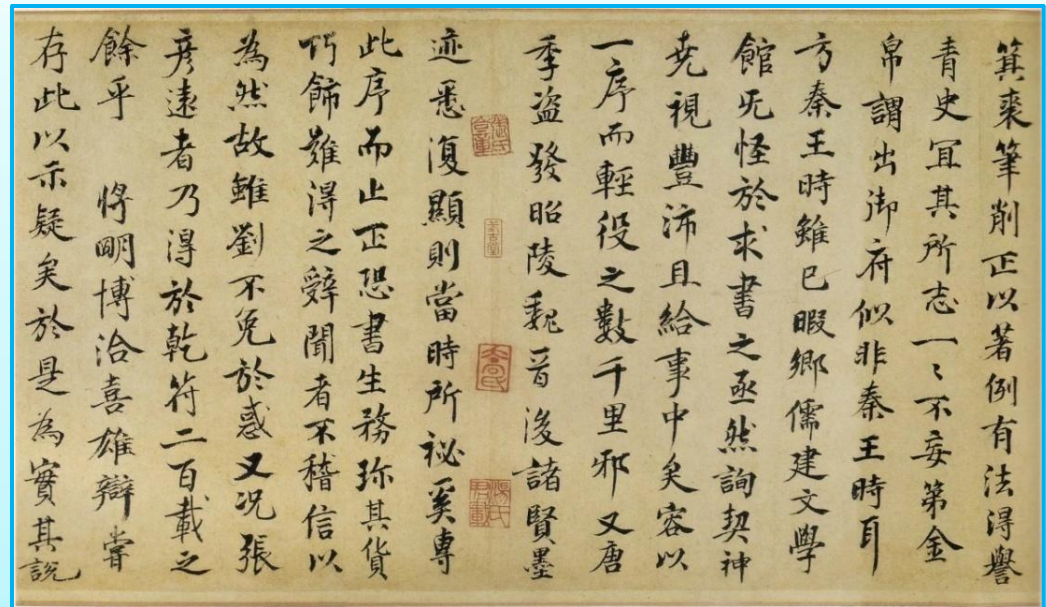 箕裘筆削正以著例有法得譽
青史冝其所志一〻不妄第金
帛謂出御府似非秦王時耳
方秦王時雖已暇鄉儒建文學
館旡怪於求書之亟然詢契神
尭視豐沛且給事中矣容以
一序而輕役之數千里邪又唐
季盜發昭陵魏晉後諸賢墨
迹悉復顯則當時所祕奚專
此序而止正恐書生務珎其貨
巧飾難得之辭聞者不稽信以
為然故雖劉不免於惑又況張
彥遠者乃得於乾符二百載之
餘乎 將明博洽喜雄辯嘗
存此以示疑矣於是為實其說